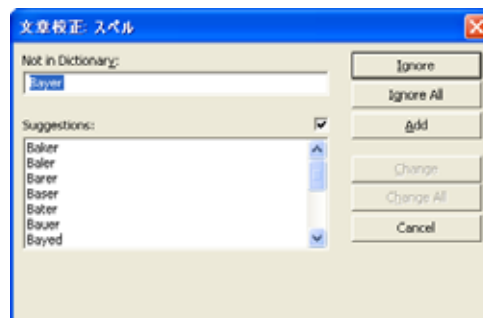 文章校正: スペル
Not in Dictionary:
Bayer
Suggestions:
Baker
Baler
Barer
Baser
Bater
Bauer
Bayed
Ignore
Ignore All
Add
Change
Change All
Cancel